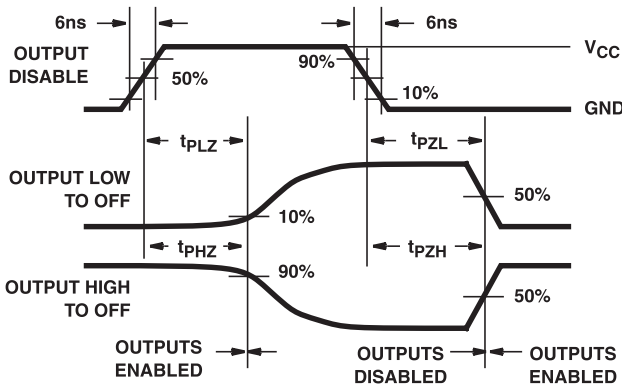 6ns
6ns
OUTPUT
DISABLE
50%
90%
10%
VCC
GND
tPLZ
tPZL
OUTPUT LOW
TO OFF
10%
50%
tPHZ
tPZH
OUTPUT HIGH
TO OFF
90%
50%
OUTPUTS
ENABLED
OUTPUTS
DISABLED
OUTPUTS
ENABLED